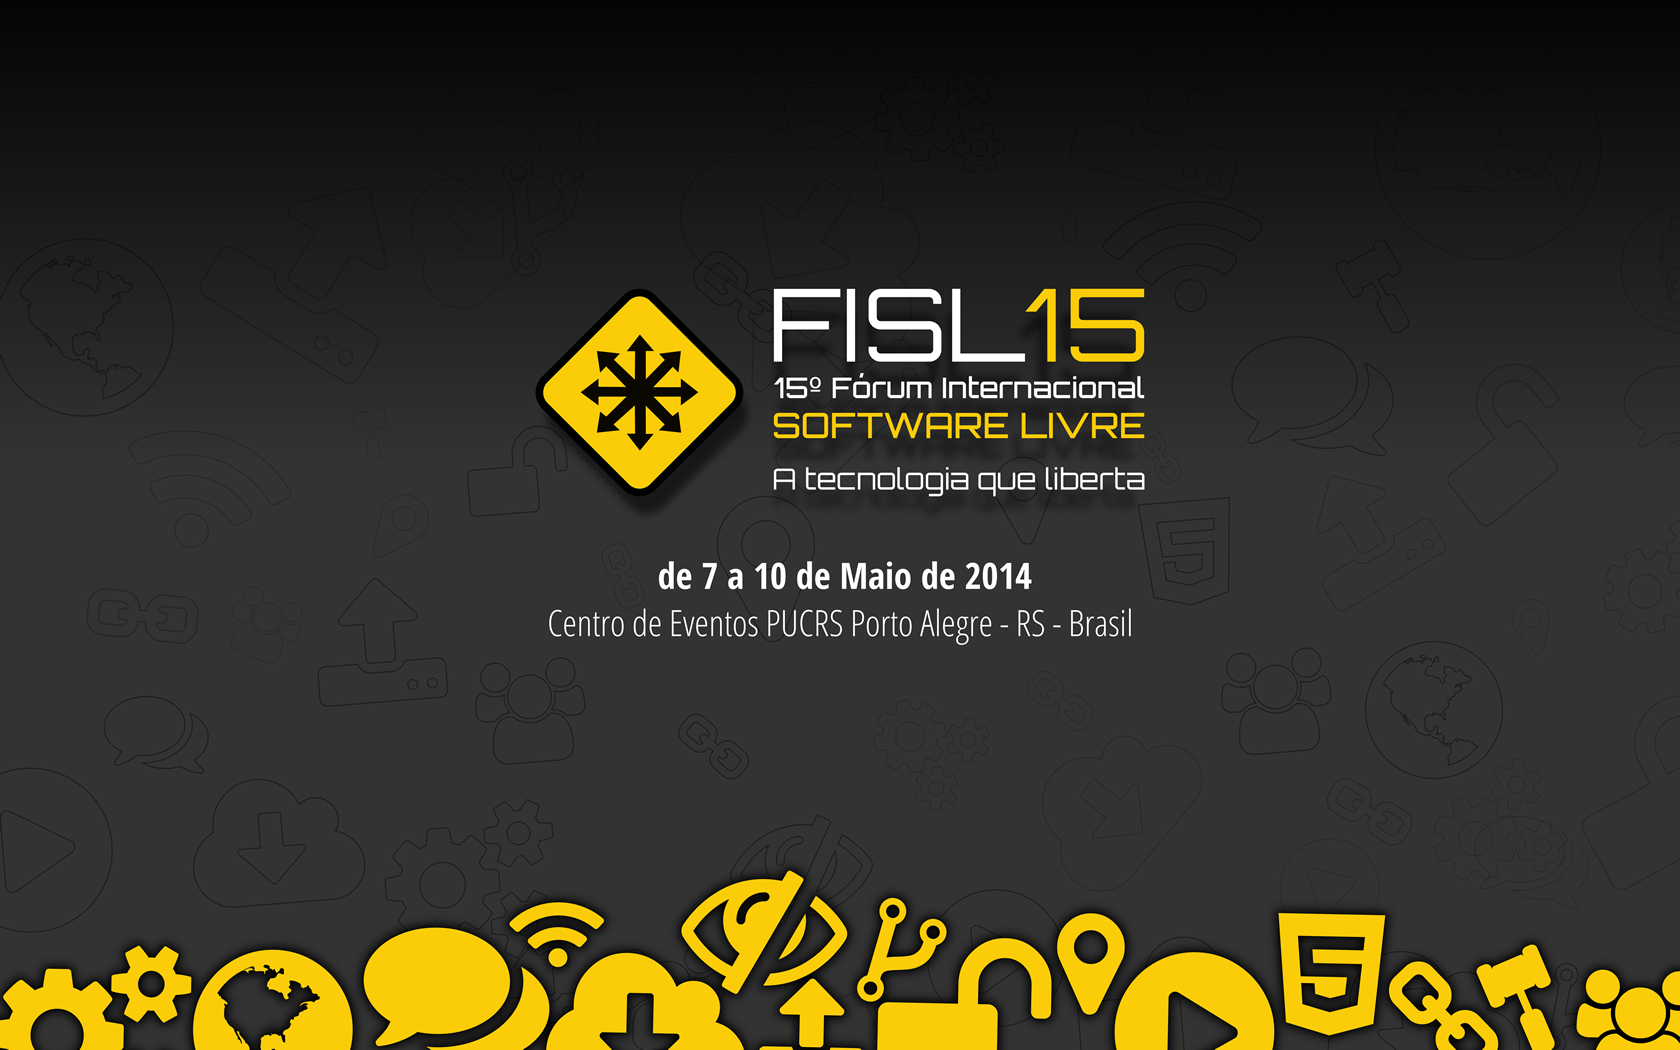 FISL15
15º Fórum Internacional
SOFTWARE LIVRE
A tecnologia que liberta
de 7 a 10 de Maio de 2014
Centro de Eventos PUCRS Porto Alegre - RS - Brasil
5